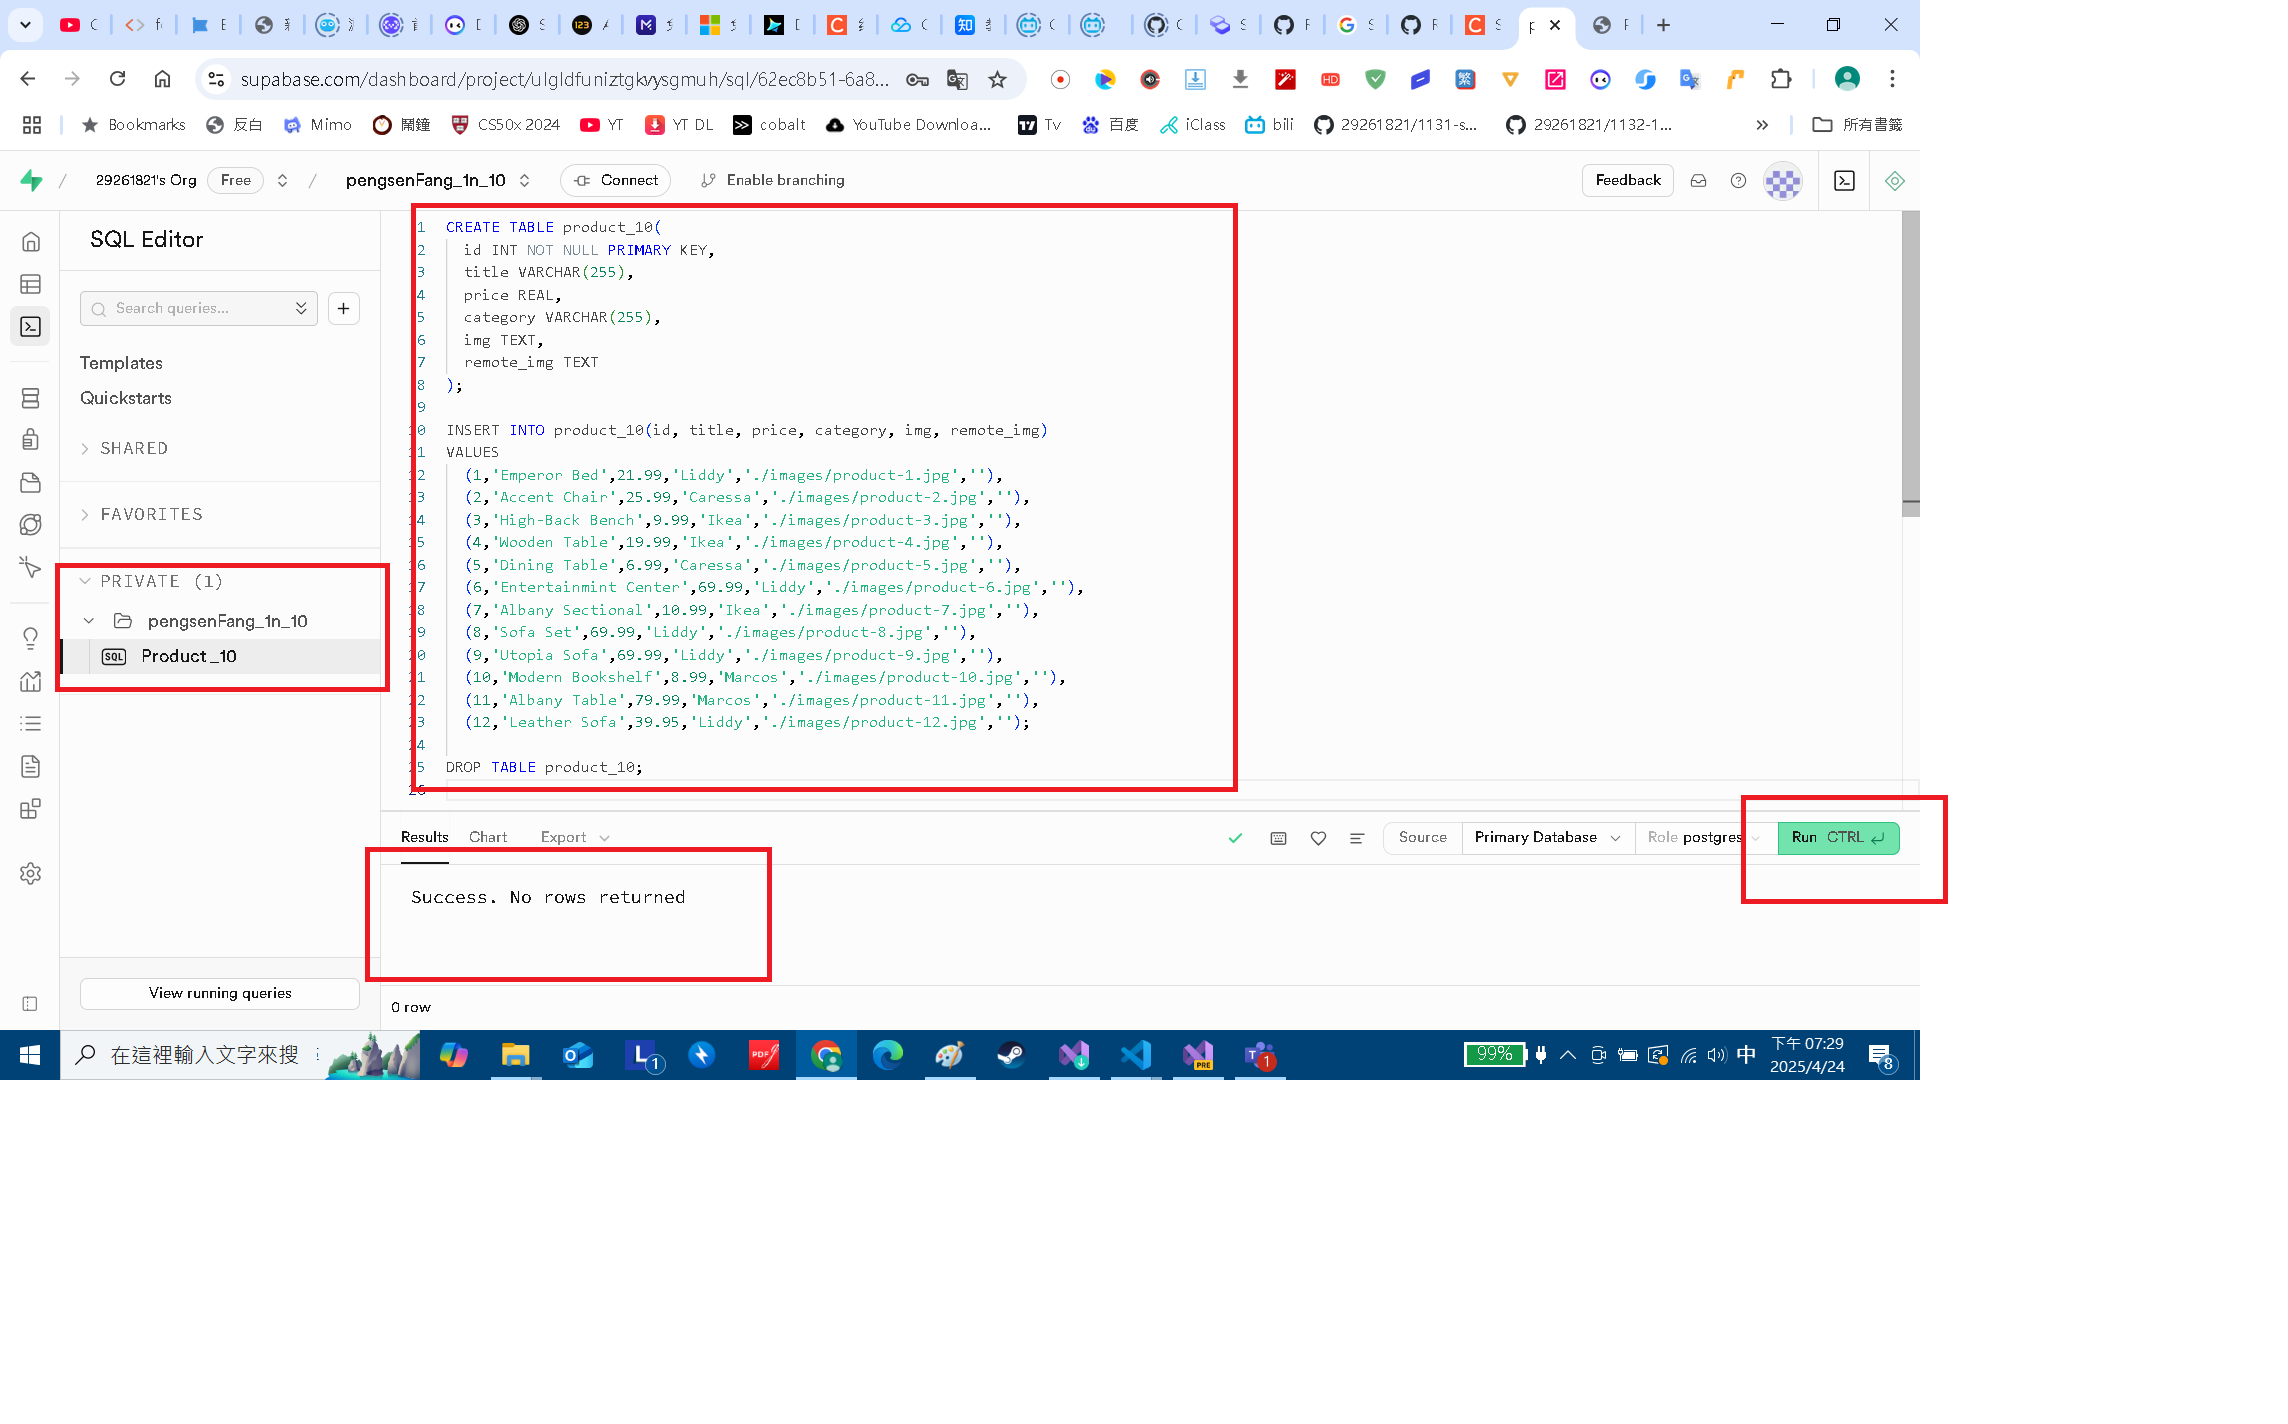 supabase.com/dashboard/project/ulgldfuniztgkvysgmuh/sql/62ec8b51-6a8...
Bookmarks 反白 Mimo 鬧鐘 CS50x 2024 YT YT DL cobalt YouTube Downloa... Tv 百度 iClass bili 29261821/1131-s... 29261821/1132-1... » 所有書籤
/ 29261821's Org Free / pengsenFang_1n_10 Connect Enable branching Feedback
SQL Editor
Search queries...
Templates
Quickstarts
SHARED
FAVORITES
PRIVATE (1)
pengsenFang_1n_10
SQL Product_10
View running queries
1 CREATE TABLE product_10(
2 id INT NOT NULL PRIMARY KEY,
3 title VARCHAR(255),
4 price REAL,
5 category VARCHAR(255),
6 img TEXT,
7 remote_img TEXT
8 );
9
10 INSERT INTO product_10(id, title, price, category, img, remote_img)
11 VALUES
12 (1,'Emperor Bed',21.99,'Liddy','./images/product-1.jpg',''),
13 (2,'Accent Chair',25.99,'Caressa','./images/product-2.jpg',''),
14 (3,'High-Back Bench',9.99,'Ikea','./images/product-3.jpg',''),
15 (4,'Wooden Table',19.99,'Ikea','./images/product-4.jpg',''),
16 (5,'Dining Table',6.99,'Caressa','./images/product-5.jpg',''),
17 (6,'Entertainmint Center',69.99,'Liddy','./images/product-6.jpg',''),
18 (7,'Albany Sectional',10.99,'Ikea','./images/product-7.jpg',''),
19 (8,'Sofa Set',69.99,'Liddy','./images/product-8.jpg',''),
20 (9,'Utopia Sofa',69.99,'Liddy','./images/product-9.jpg',''),
21 (10,'Modern Bookshelf',8.99,'Marcos','./images/product-10.jpg',''),
22 (11,'Albany Table',79.99,'Marcos','./images/product-11.jpg',''),
23 (12,'Leather Sofa',39.95,'Liddy','./images/product-12.jpg','');
24
25 DROP TABLE product_10;
26
Results Chart Export Source Primary Database Role postgres Run CTRL
Success. No rows returned
0 row
在這裡輸入文字來搜 99% 中 下午 07:29
2025/4/24
8